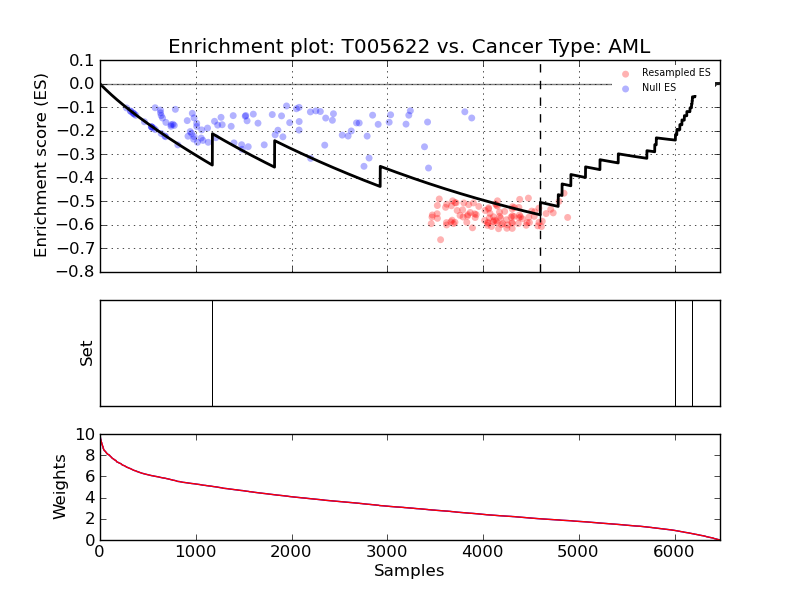 Enrichment plot: T005622 vs. Cancer Type: AML
Enrichment score (ES)
0.1
0.0
−0.1
−0.2
−0.3
−0.4
−0.5
−0.6
−0.7
−0.8
Resampled ES
Null ES
Set
Weights
10
8
6
4
2
0
0 1000 2000 3000 4000 5000 6000
Samples